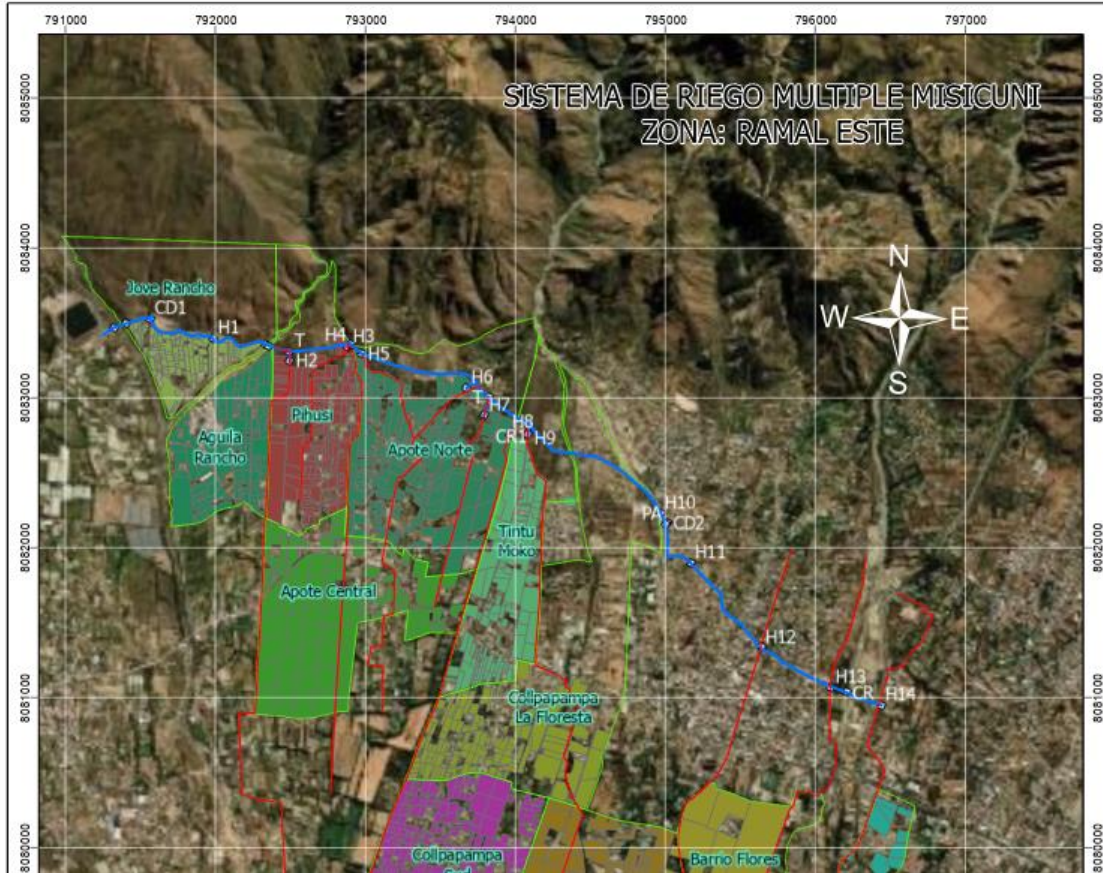 791000 792000 793000 794000 795000 796000 797000
SISTEMA DE RIEGO MULTIPLE MISICUNI
ZONA: RAMAL ESTE
8085000 8085000
8084000 8084000
8083000 8083000
8082000 8082000
8081000 8081000
8080000 8080000
N
W E
S
Jove Rancho
CD1
H1
T
H2
H4 H3
H5
H6
T
H7
H8
CR1 H9
H10
PA
CD2
H11
H12
H13
CR
H14
Pihusi
Aguila
Rancho
Apote Norte
Tintu
Moko
Apote Central
Collpapampa
La Floresta
Collpapampa
Barrio Flores